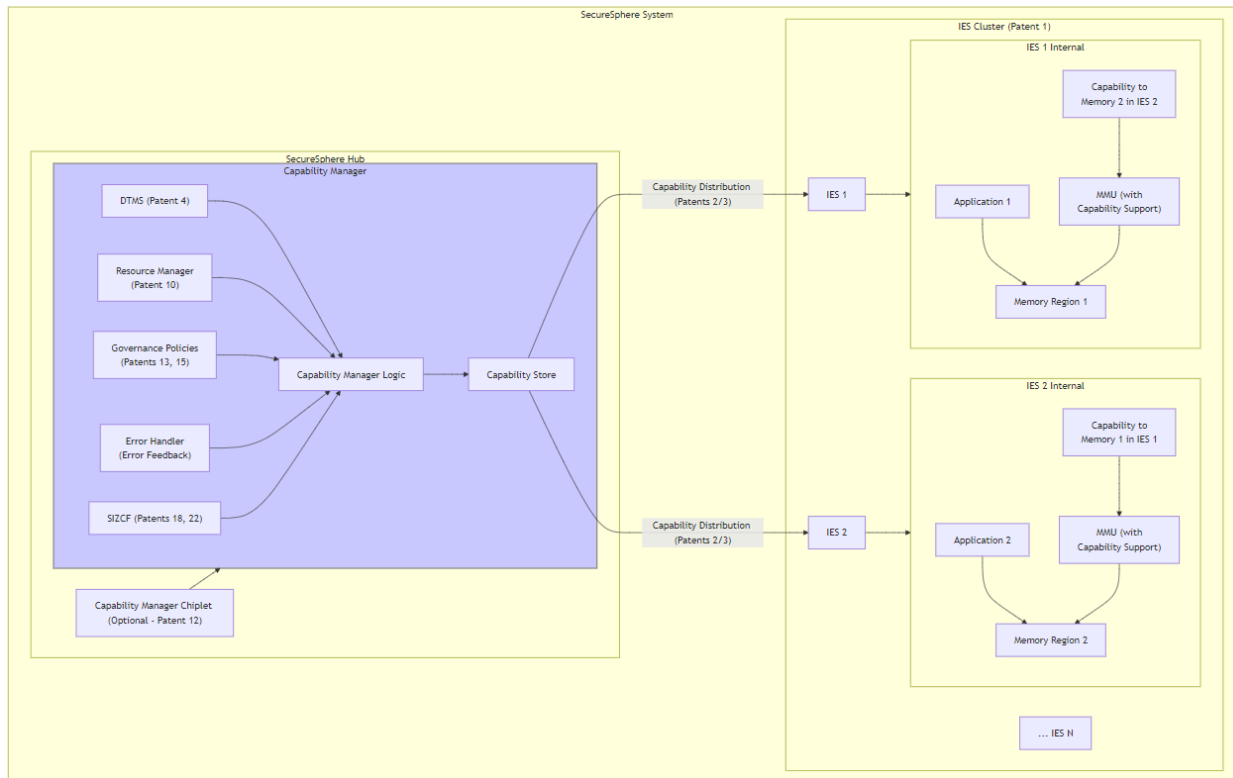 SecureSphere System
SecureSphere Hub
Capability Manager
DTMS (Patent 4)
Resource Manager
(Patent 10)
Governance Policies
(Patents 13, 15)
Error Handler
(Error Feedback)
SIZCF (Patents 18, 22)
Capability Manager Logic
Capability Store
Capability Manager Chiplet
(Optional - Patent 12)
Capability Distribution
(Patents 2/3)
Capability Distribution
(Patents 2/3)
IES Cluster (Patent 1)
IES 1
IES 1 Internal
Capability to
Memory 2 in IES 2
Application 1
MMU (with
Capability Support)
Memory Region 1
IES 2
IES 2 Internal
Capability to
Memory 1 in IES 1
Application 2
MMU (with
Capability Support)
Memory Region 2
... IES N